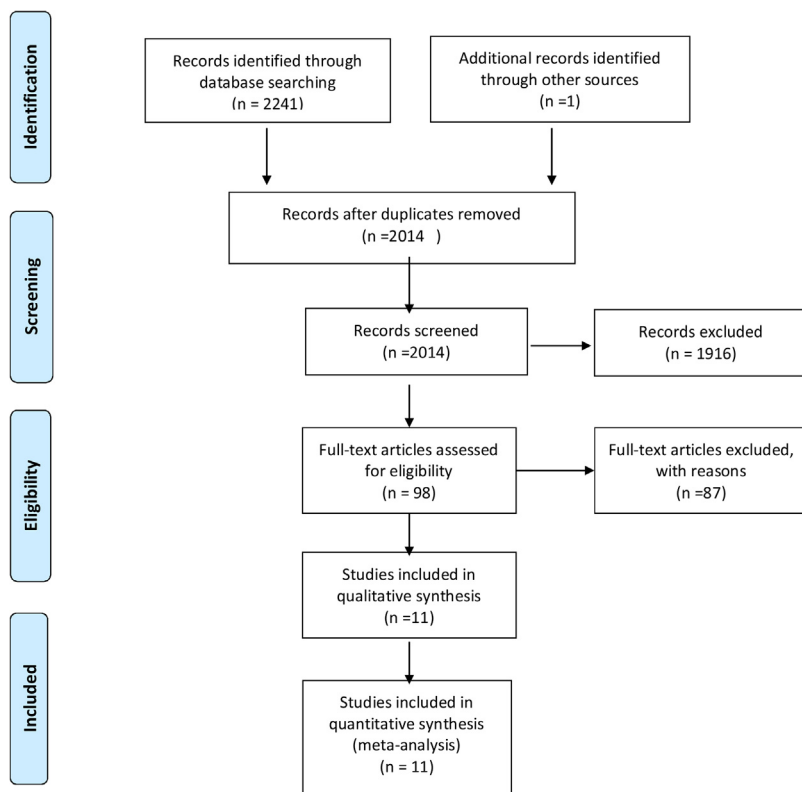 Identification
Records identified through
database searching
(n = 2241)
Additional records identified
through other sources
(n =1)
Records after duplicates removed
(n =2014   )
Screening
Records screened
(n =2014)
Records excluded
(n = 1916)
Eligibility
Full-text articles assessed
for eligibility
(n = 98)
Full-text articles excluded,
with reasons
(n =87)
Studies included in
qualitative synthesis
(n =11)
Included
Studies included in
quantitative synthesis
(meta-analysis)
(n = 11)